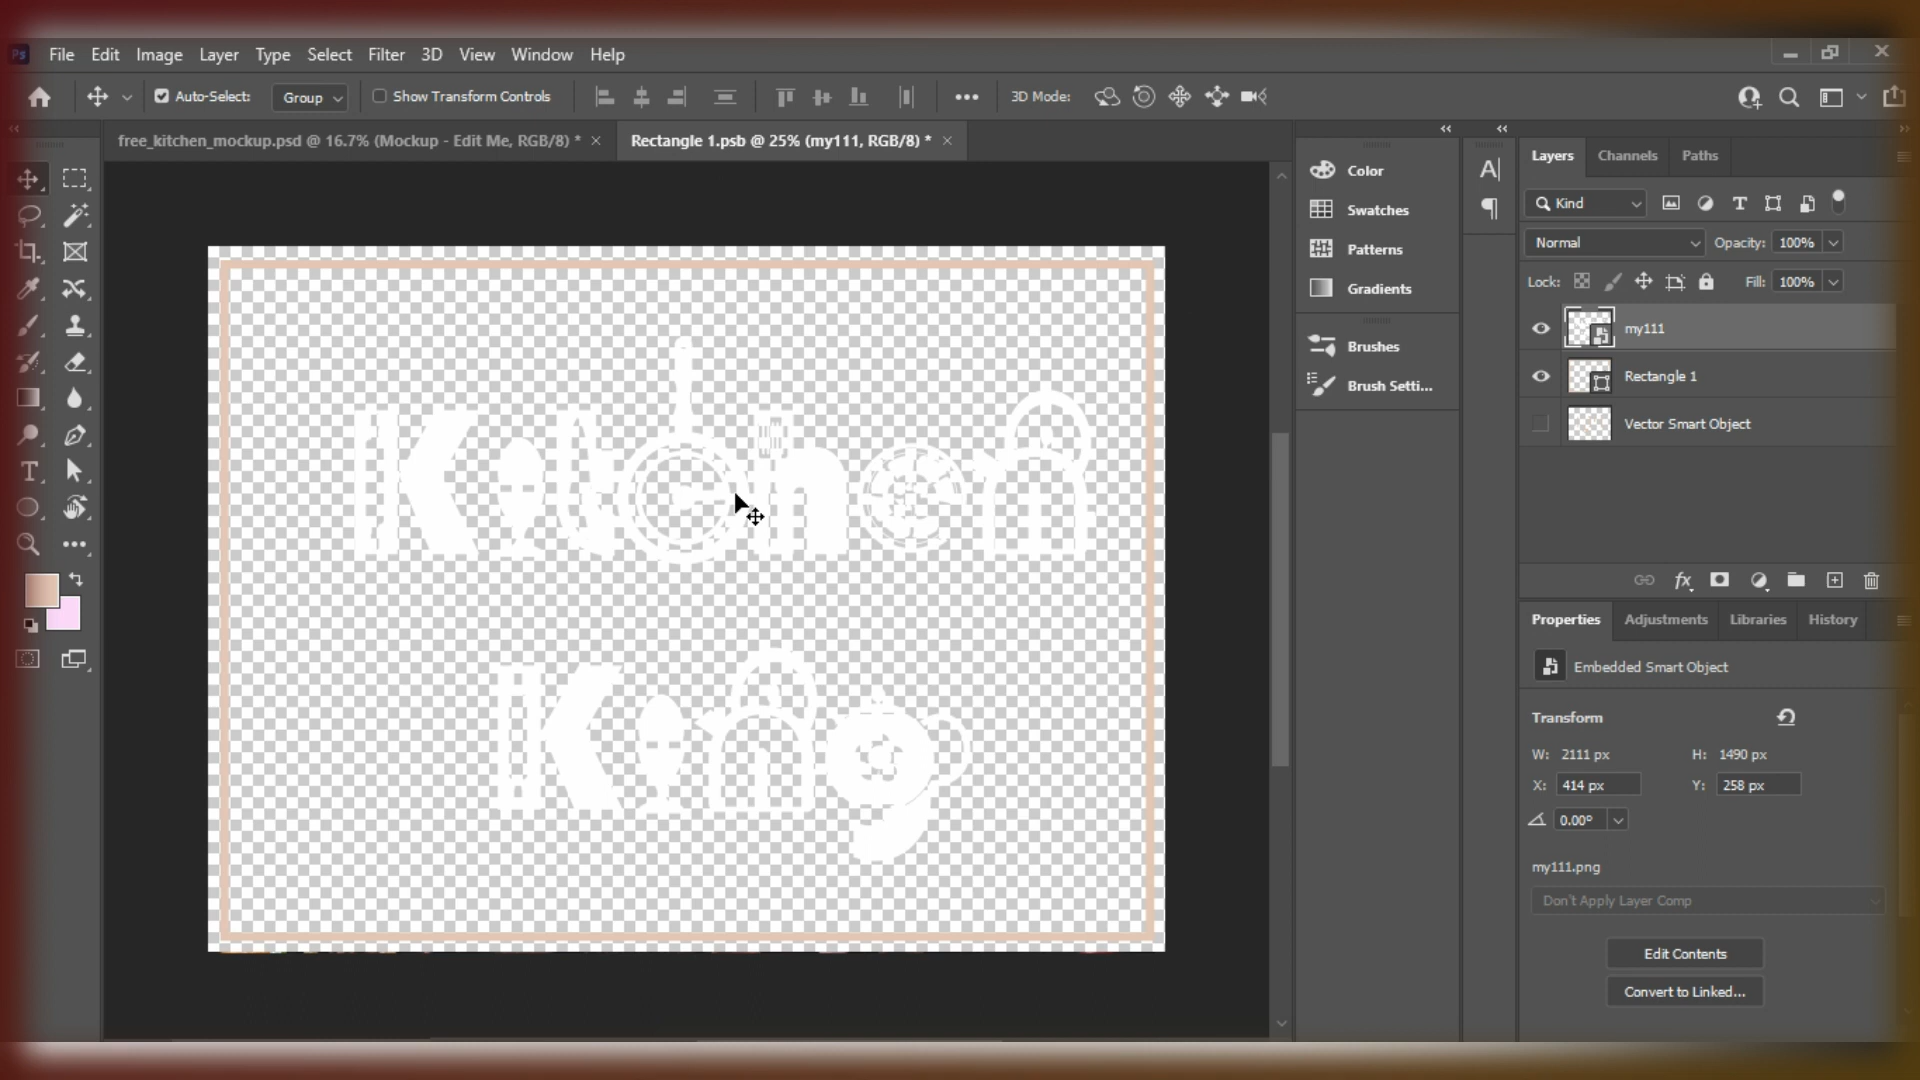 Ps File Edit Image Layer Type Select Filter 3D View Window Help
Auto-Select: Group Show Transform Controls 3D Mode:
free_kitchen_mockup.psd @ 16.7% (Mockup - Edit Me, RGB/8) * Rectangle 1.psb @ 25% (my111, RGB/8) *
Kitchen
King
Color
Swatches
Patterns
Gradients
Brushes
Brush Setti...
Layers Channels Paths
Kind
Normal Opacity: 100%
Lock: Fill: 100%
my111
Rectangle 1
Vector Smart Object
fx
Properties Adjustments Libraries History
Embedded Smart Object
Transform
W: 2111 px H: 1490 px
X: 414 px Y: 258 px
0.00°
my111.png
Don't Apply Layer Comp
Edit Contents
Convert to Linked...